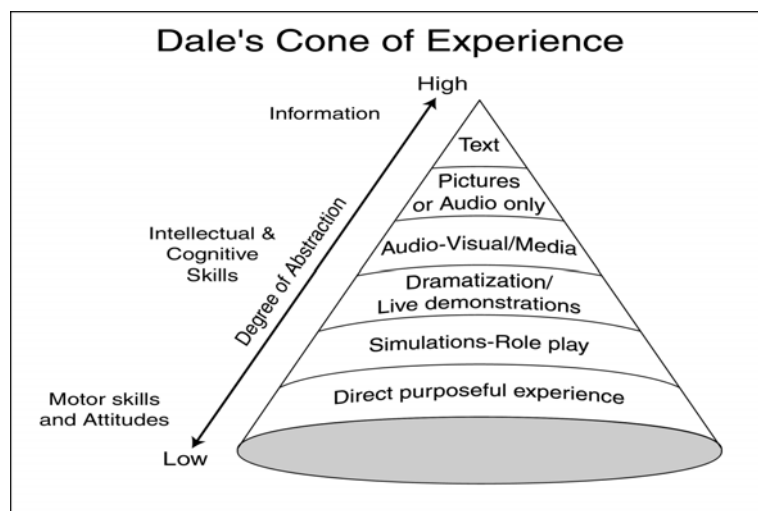 Dale's Cone of Experience
High
Information
Text
Pictures
or Audio only
Intellectual &
Cognitive
Skills
Degree of Abstraction
Audio-Visual/Media
Dramatization/
Live demonstrations
Simulations-Role play
Motor skills
and Attitudes
Direct purposeful experience
Low